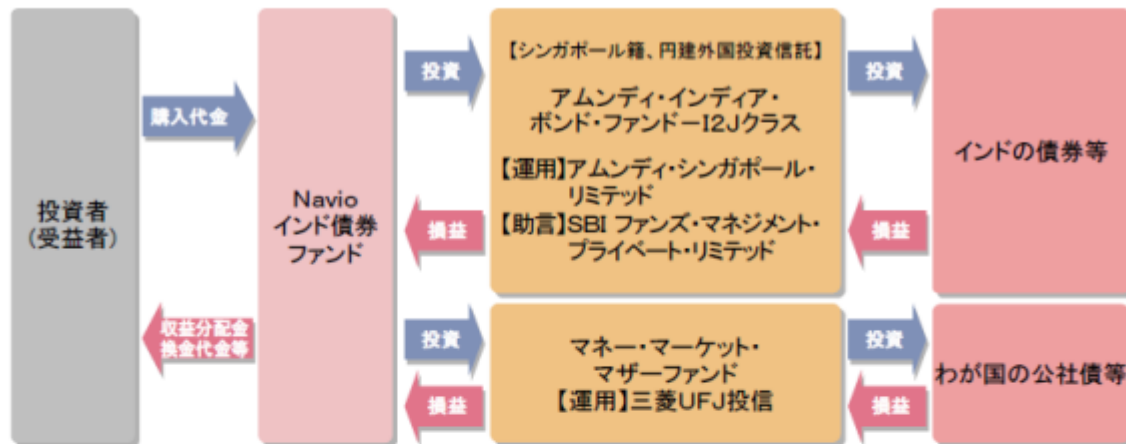 投資者
(受益者)
購入代金
収益分配金
換金代金等
Navio
インド債券
ファンド
投資
損益
投資
損益
【シンガポール籍、円建外国投資信託】
アムンディ・インディア・
ボンド・ファンドーI2Jクラス
【運用】アムンディ・シンガポール・
リミテッド
【助言】SBI ファンズ・マネジメント・
プライベート・リミテッド
マネー・マーケット・
マザーファンド
【運用】三菱UFJ投信
投資
損益
投資
損益
インドの債券等
わが国の公社債等